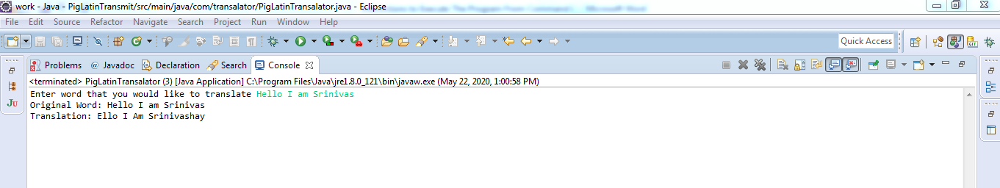 work - Java - PigLatinTransmit/src/main/java/com/transalator/PigLatinTransalator.java - Eclipse
File Edit Source Refactor Navigate Search Project Run Window Help
Quick Access
Problems @ Javadoc Declaration Search Console
<terminated> PigLatinTransalator (3) [Java Application] C:\Program Files\Java\jre1.8.0_121\bin\javaw.exe (May 22, 2020, 1:00:58 PM)
Enter word that you would like to translate Hello I am Srinivas
Original Word: Hello I am Srinivas
Translation: Ello I Am Srinivashay